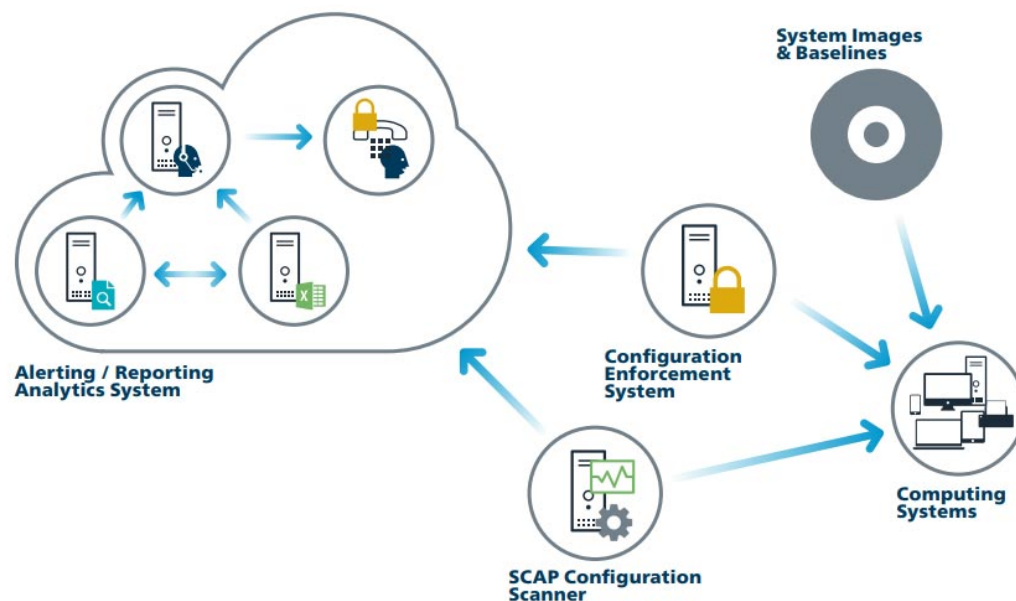 System Images
& Baselines
X
Alerting / Reporting
Analytics System
Configuration
Enforcement
System
Computing
Systems
SCAP Configuration
Scanner